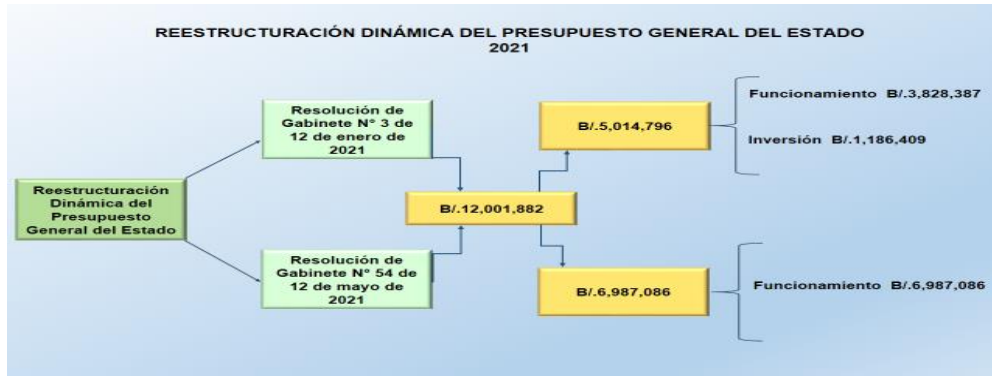 REESTRUCTURACIÓN DINÁMICA DEL PRESUPUESTO GENERAL DEL ESTADO
2021
Reestructuración
Dinámica del
Presupuesto
General del Estado
Resolución de
Gabinete N° 3 de
12 de enero de
2021
Resolución de
Gabinete N° 54 de
12 de mayo de
2021
B/.12,001,882
B/.5,014,796
Funcionamiento B/.3,828,387
Inversión B/.1,186,409
B/.6,987,086
Funcionamiento B/.6,987,086